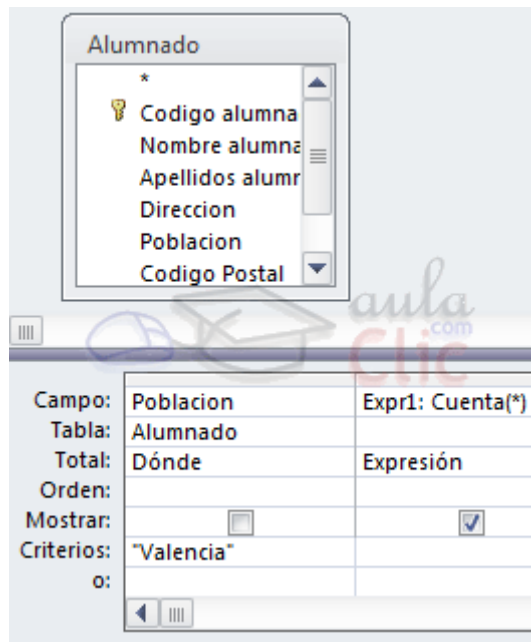 Alumnado
*
Codigo alumna
Nombre alumna
Apellidos alumr
Direccion
Poblacion
Codigo Postal
aula
.com
Clic
Campo: Poblacion Expr1: Cuenta(*)
Tabla: Alumnado
Total: Dónde Expresión
Orden:
Mostrar:
Criterios: "Valencia"
o: